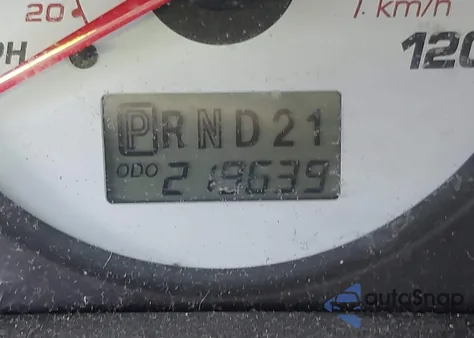 20
km/h
PH
120
PRND21
ODO 219639
autoSnap